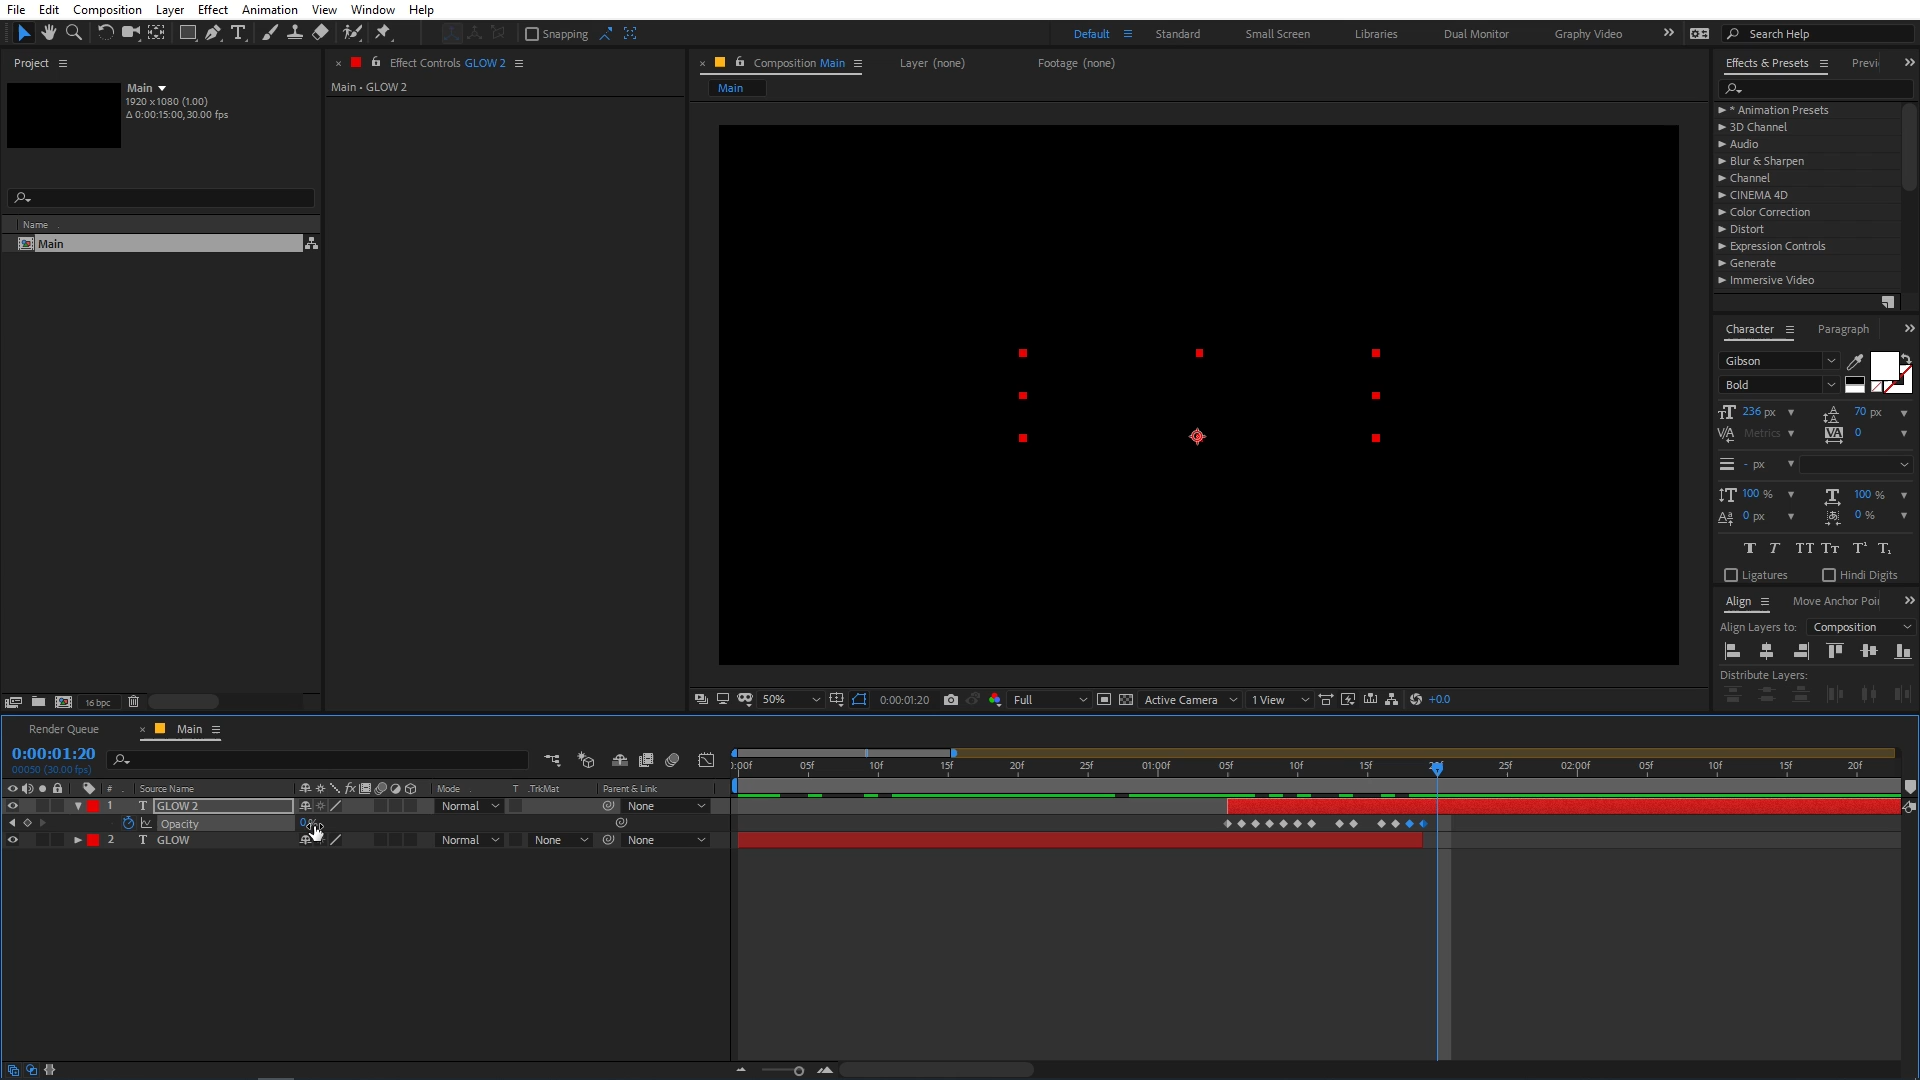 File Edit Composition Layer Effect Animation View Window Help
Snapping
Default Standard Small Screen Libraries Dual Monitor Graphy Video Search Help
Project
Main
1920 x 1080 (1.00)
Δ 0:00:15:00, 30.00 fps
Name
Main
16 bpc
Effect Controls GLOW 2
Main • GLOW 2
Composition Main Layer (none) Footage (none)
Main
50% 0:00:01:20 Full Active Camera 1 View +0.0
Effects & Presets
* Animation Presets
3D Channel
Audio
Blur & Sharpen
Channel
CINEMA 4D
Color Correction
Distort
Expression Controls
Generate
Immersive Video
Character Paragraph
Gibson
Bold
236 px 70 px
Metrics 0
- px
100 % 100 %
0 px 0 %
Ligatures Hindi Digits
Align Move Anchor Poi
Align Layers to: Composition
Distribute Layers:
Render Queue Main
0:00:01:20
00050 (30.00 fps)
# Source Name Mode T .TrkMat Parent & Link
1 T GLOW 2 Normal None
Opacity 0%
2 T GLOW Normal None None
:00f 05f 10f 15f 20f 25f 01:00f 05f 10f 15f 25f 02:00f 05f 10f 15f 20f